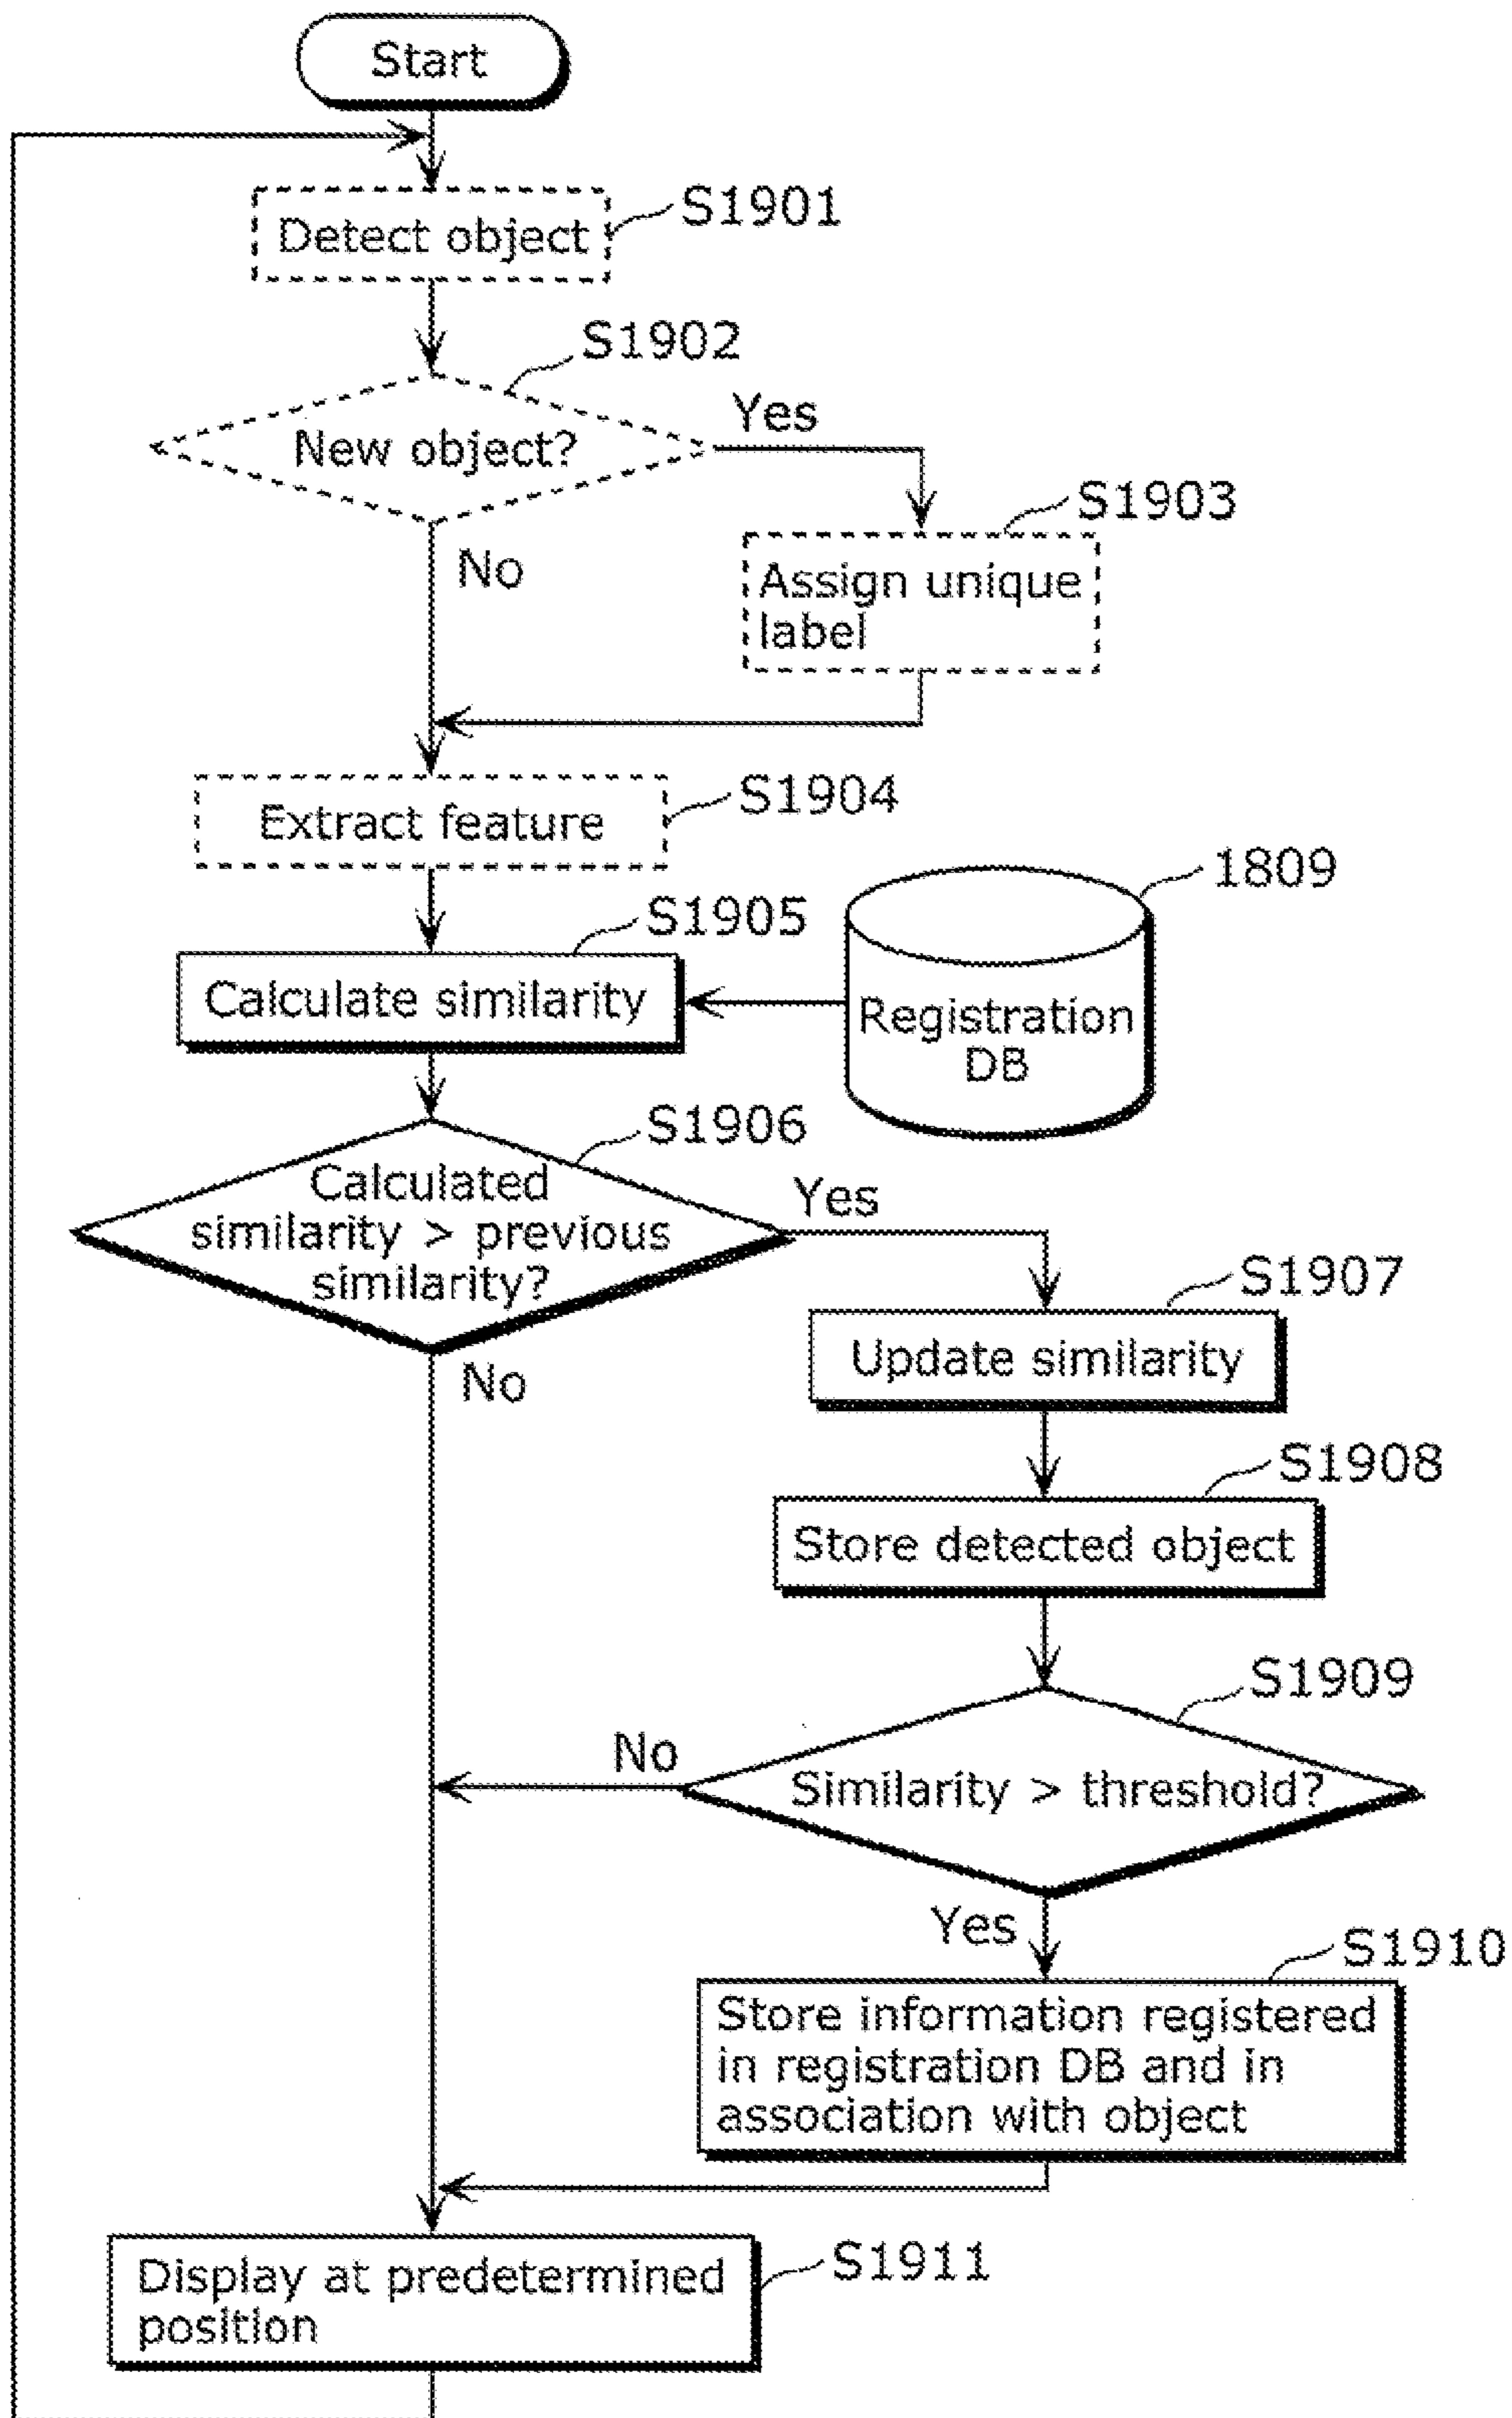 Start
S1901
Detect object
S1902
New object?
Yes
No
S1903
Assign unique
label
S1904
Extract feature
1809
Registration
DB
S1905
Calculate similarity
S1906
Calculated
similarity > previous
similarity?
Yes
No
S1907
Update similarity
S1908
Store detected object
S1909
Similarity > threshold?
No
Yes
S1910
Store information registered
in registration DB and in
association with object
S1911
Display at predetermined
position